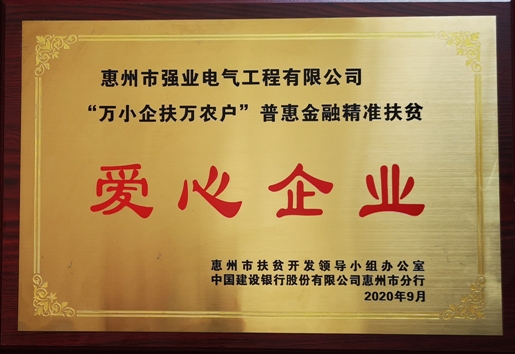 惠州市强业电气工程有限公司
“万小企扶万农户”普惠金融精准扶贫
爱心企业
惠州市扶贫开发领导小组办公室
中国建设银行股份有限公司惠州市分行
2020年9月